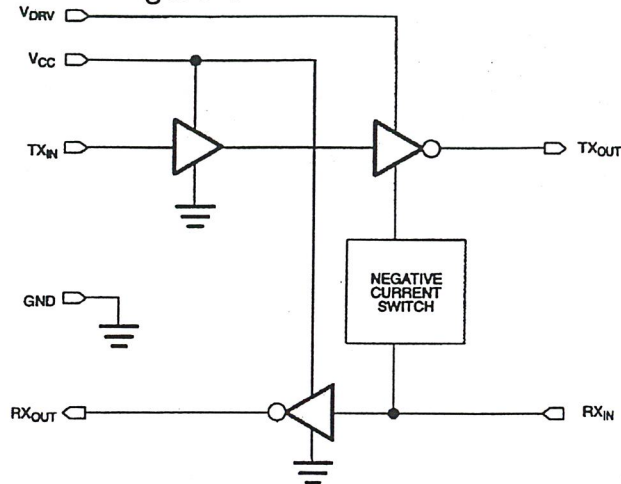 VDRV
VCC
TXIN
TXOUT
NEGATIVE
CURRENT
SWITCH
GND
RXOUT
RXIN